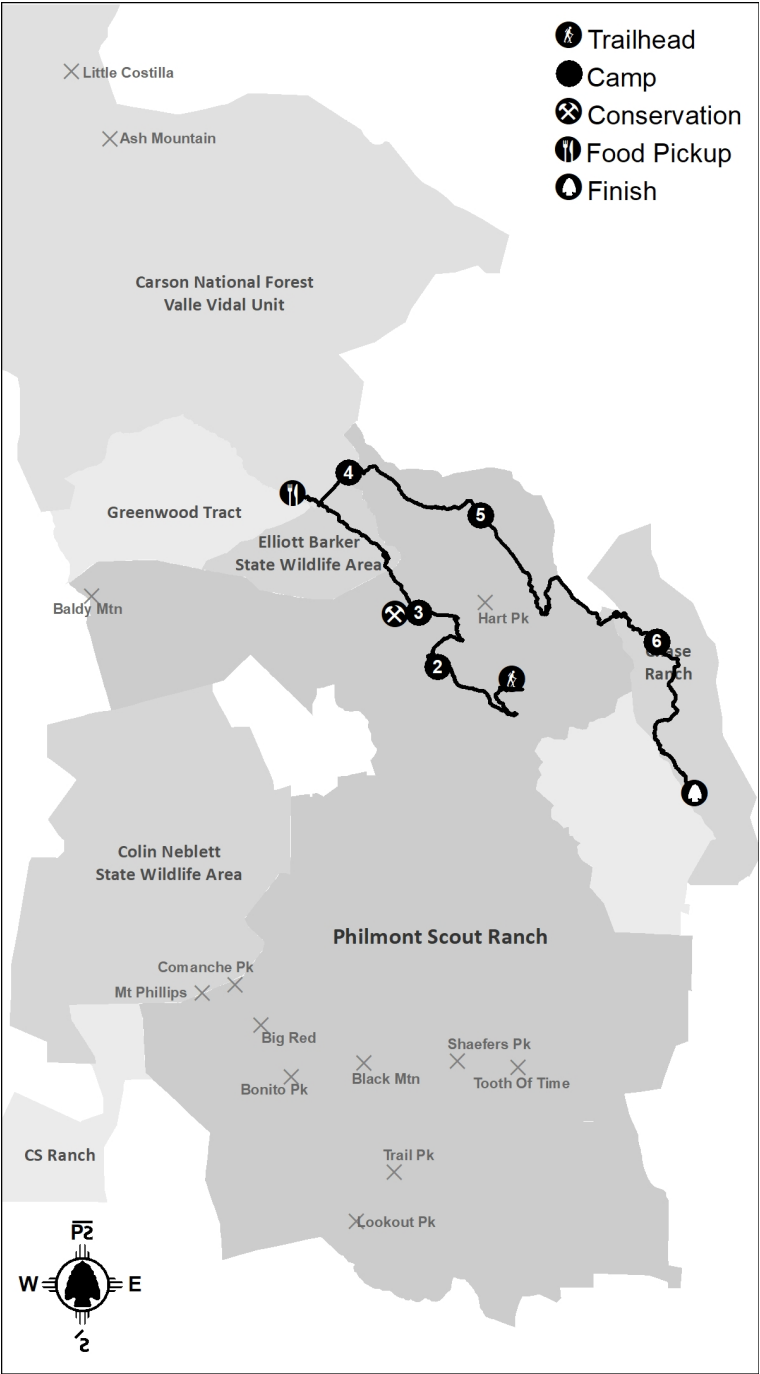 Trailhead
Camp
Conservation
Food Pickup
Finish
Little Costilla
Ash Mountain
Carson National Forest
Valle Vidal Unit
4
Greenwood Tract
5
Elliott Barker
State Wildlife Area
Baldy Mtn
3
Hart Pk
2
6
Chase
Ranch
Colin Neblett
State Wildlife Area
Philmont Scout Ranch
Comanche Pk
Mt Phillips
Big Red
Shaefers Pk
Black Mtn
Tooth Of Time
Bonito Pk
CS Ranch
Trail Pk
Lookout Pk
W E